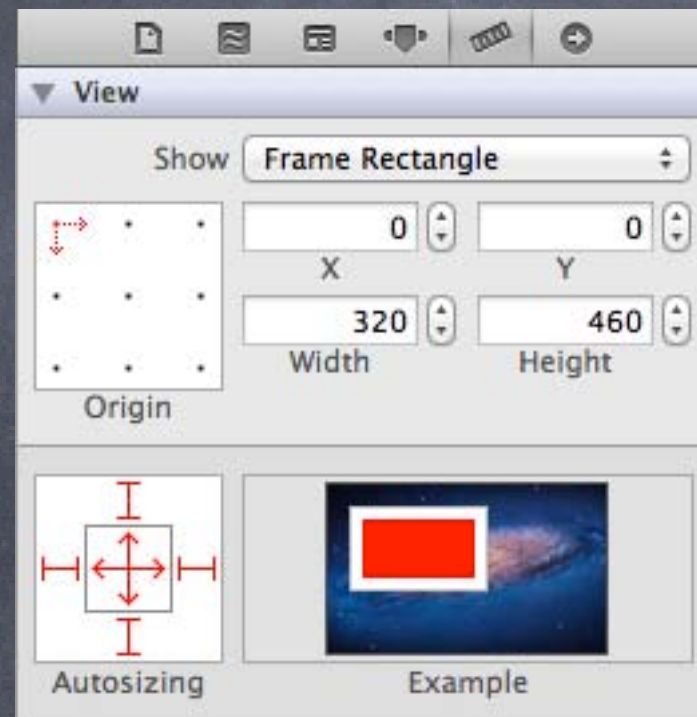 View
Show Frame Rectangle
0 0
X Y
320 460
Width Height
Origin
Autosizing Example